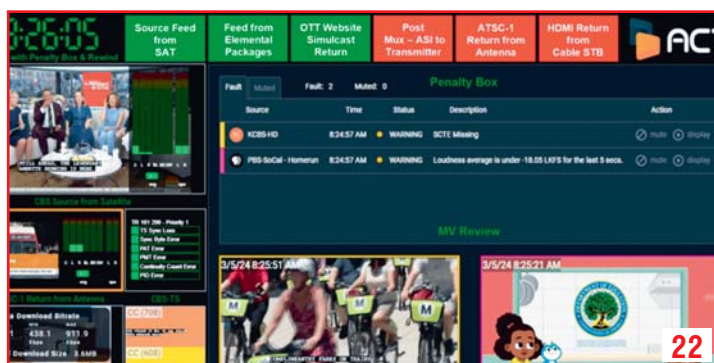 :26:05
with Penalty Box & Rewind
Source Feed
from
SAT
Feed from
Elemental
Packages
OTT Website
Simulcast
Return
Post
Mux – ASI to
Transmitter
ATSC-1
Return from
Antenna
HDMI Return
from
Cable STB
ACT
Fault
Muted
Fault: 2
Muted: 0
Penalty Box
Source
Time
Status
Description
Action
KCBS-HD
8:24:57 AM
WARNING
SCTE Missing
mute
display
PBS-SoCal - Homerun
8:24:57 AM
WARNING
Loudness average is under -18.05 LKFS for the last 5 secs.
mute
display
CBS Source from Satellite
TR 101 290 - Priority 1
TS Sync Loss
Sync Byte Error
PAT Error
PMT Error
Continuity Count Error
PID Error
MV Review
SC-1 Return from Antenna
CBS-TS
Download Bitrate
438.1
911.9
Download Size
3.6MB
CC (708)
CC (608)
3/5/24 8:25:51 AM
M
M
M
3/5/24 8:25:21 AM
22